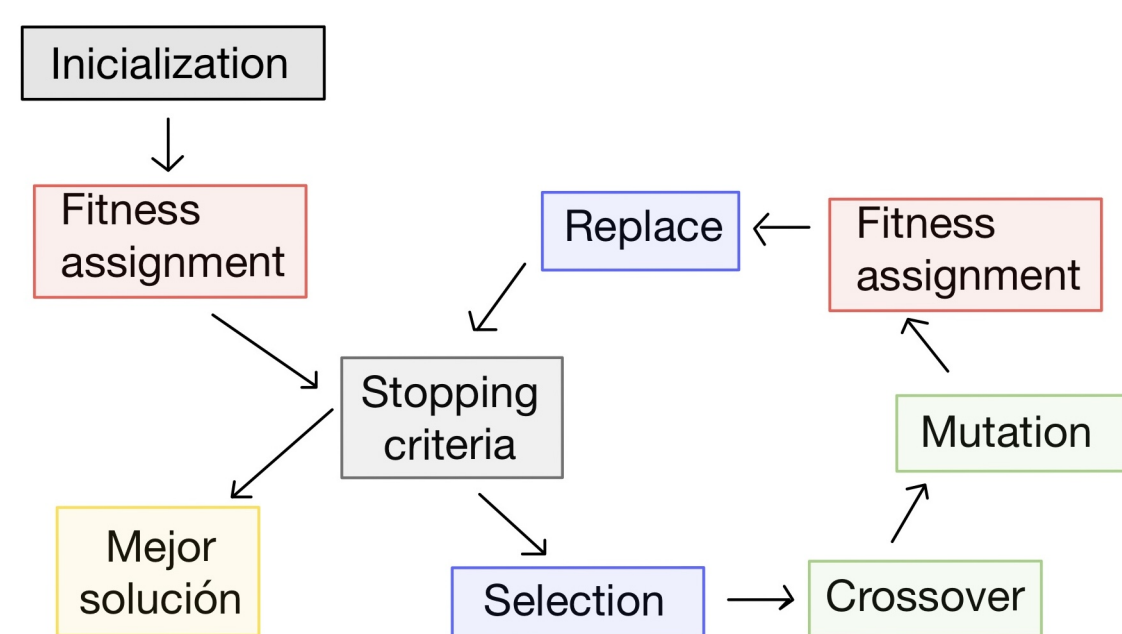 Inicialization
Fitness
assignment
Replace
Fitness
assignment
Stopping
criteria
Mutation
Mejor
solución
Selection
Crossover